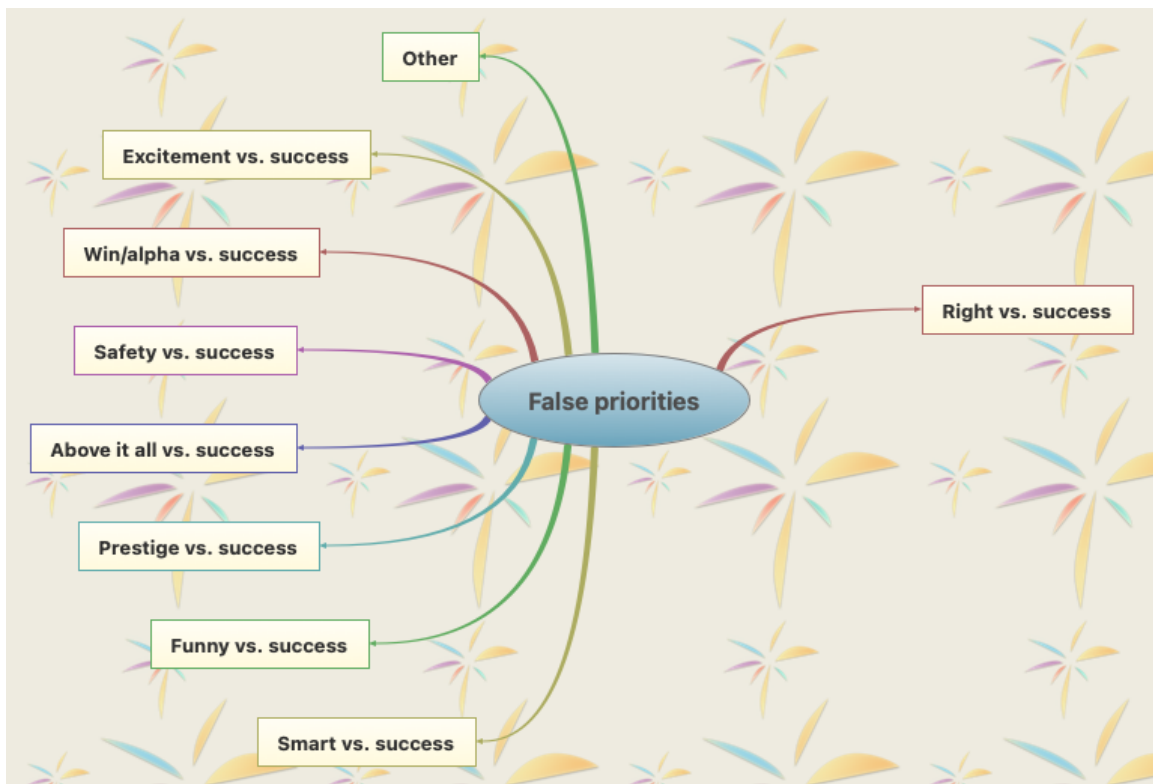 Other
Excitement vs. success
Win/alpha vs. success
Right vs. success
Safety vs. success
False priorities
Above it all vs. success
Prestige vs. success
Funny vs. success
Smart vs. success